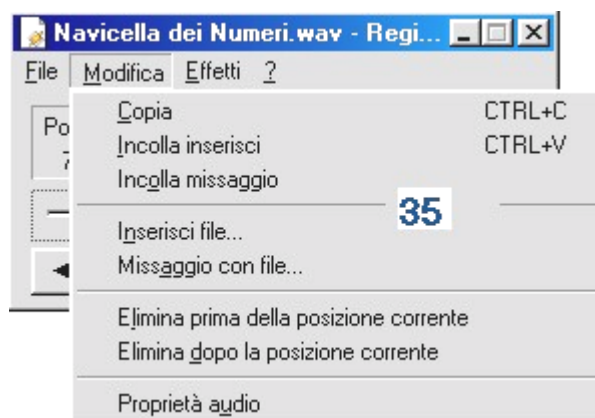 Navicella dei Numeri.wav - Regi...
File Modifica Effetti ?
Po
Copia CTRL+C
Incolla inserisci CTRL+V
Incolla missaggio
35
Inserisci file...
Missaggio con file...
Elimina prima della posizione corrente
Elimina dopo la posizione corrente
Proprietà audio